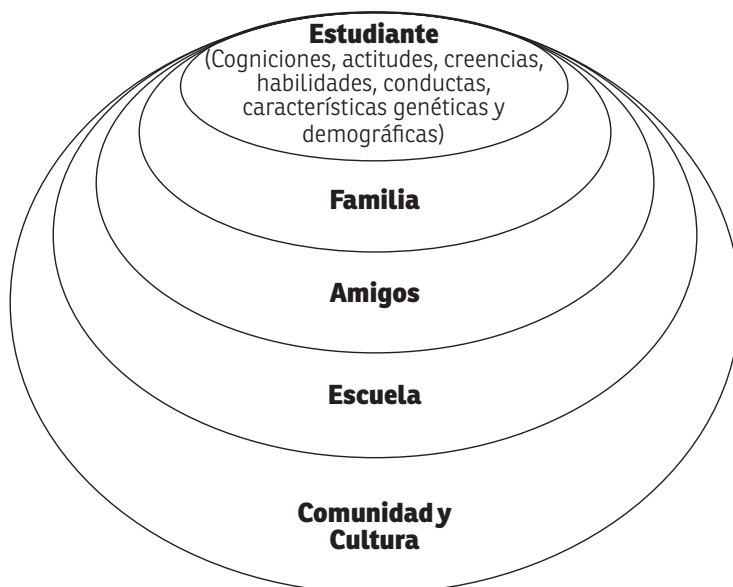 Estudiante
(Cogniciones, actitudes, creencias,
habilidades, conductas,
características genéticas y
demográficas)
Familia
Amigos
Escuela
Comunidad y
Cultura